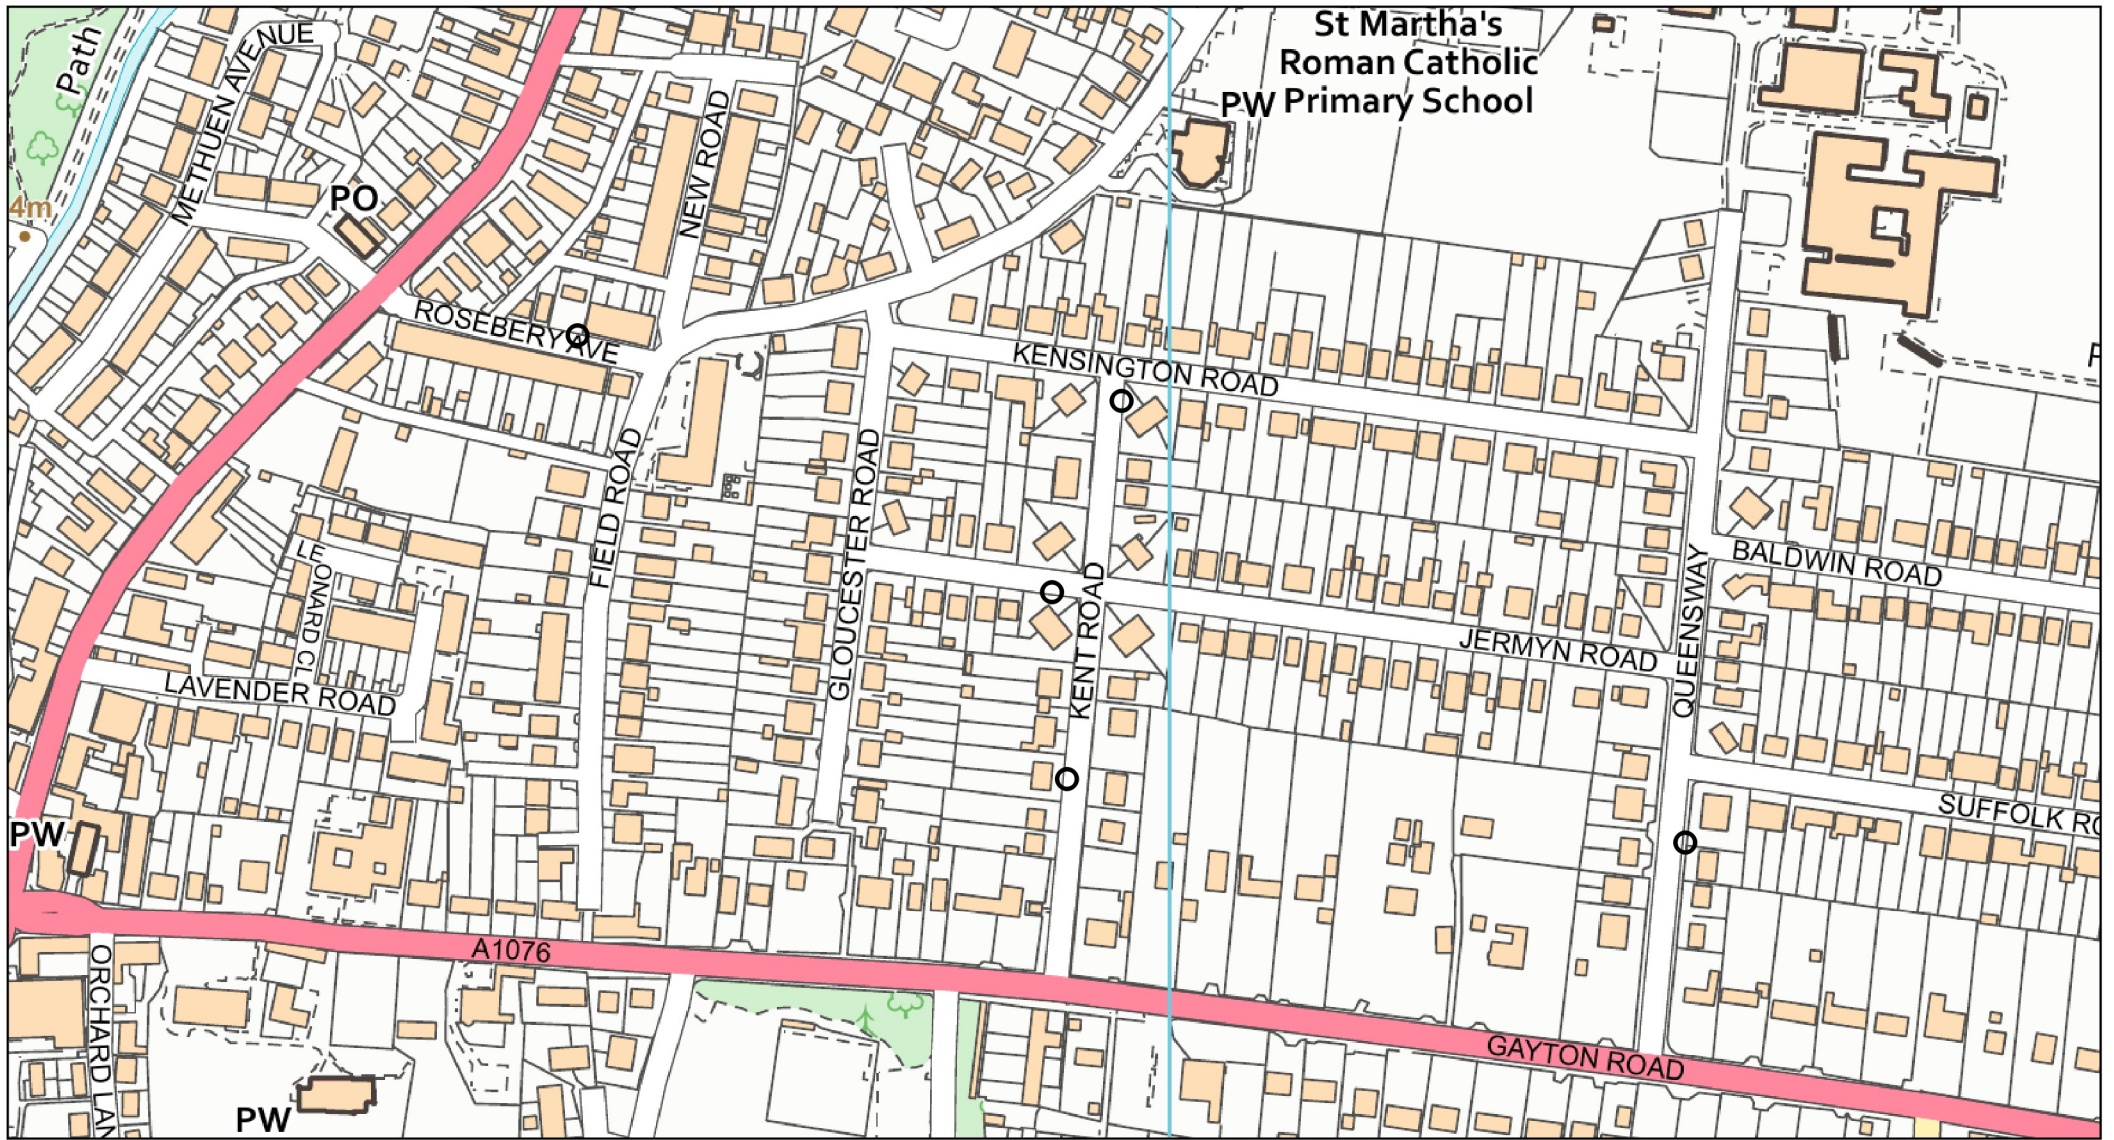 St Martha's
Roman Catholic
Primary School
PW
Path
METHUEN AVENUE
PO
4m
NEW ROAD
ROSEBERY AVE
KENSINGTON ROAD
FIELD ROAD
GLOUCESTER ROAD
LEONARD CL
KENT ROAD
BALDWIN ROAD
QUEENSWAY
JERMYN ROAD
LAVENDER ROAD
SUFFOLK RO
PW
A1076
ORCHARD LAN
GAYTON ROAD
PW